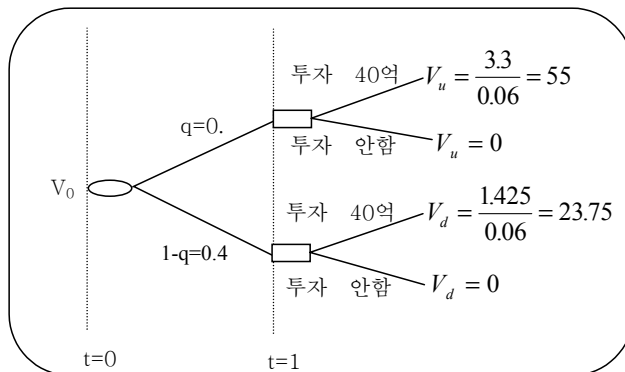 투자 40억 V_u = 3.3/0.06 = 55
q=0.
투자 안함 V_u = 0
V_0
투자 40억 V_d = 1.425/0.06 = 23.75
1-q=0.4
투자 안함 V_d = 0
t=0 t=1